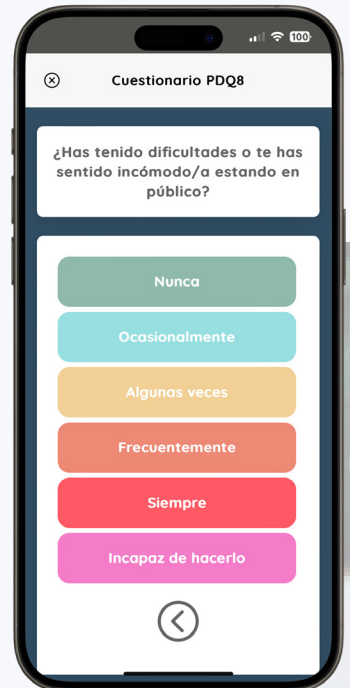 100
Cuestionario PDQ8
¿Has tenido dificultades o te has
sentido incómodo/a estando en
público?
Nunca
Ocasionalmente
Algunas veces
Frecuentemente
Siempre
Incapaz de hacerlo